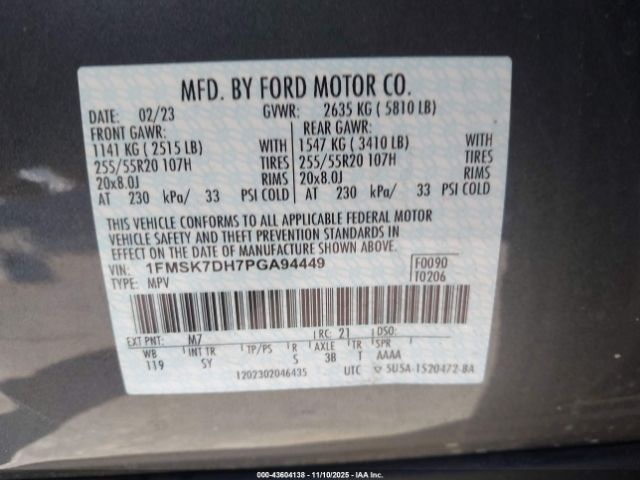 MFD. BY FORD MOTOR CO.
DATE: 02/23 GVWR: 2635 KG ( 5810 LB)
FRONT GAWR: REAR GAWR:
1141 KG ( 2515 LB) WITH 1547 KG ( 3410 LB) WITH
255/55R20 107H TIRES 255/55R20 107H TIRES
20x8.0J RIMS 20x8.0J RIMS
AT 230 kPa/ 33 PSI COLD AT 230 kPa/ 33 PSI COLD
THIS VEHICLE CONFORMS TO ALL APPLICABLE FEDERAL MOTOR
VEHICLE SAFETY AND THEFT PREVENTION STANDARDS IN
EFFECT ON THE DATE OF MANUFACTURE SHOWN ABOVE.
VIN: 1FMSK7DH7PGA94449 F0090
TYPE: MPV T0206
EXT PNT: M7 RC: 21 DSO:
WB INT TR TP/PS R AXLE TR SPR
119 SY S 3B T AAAA
1202302046435 UTC 5U5A-1520472-BA
000-43604138 - 11/10/2025 - IAA Inc.